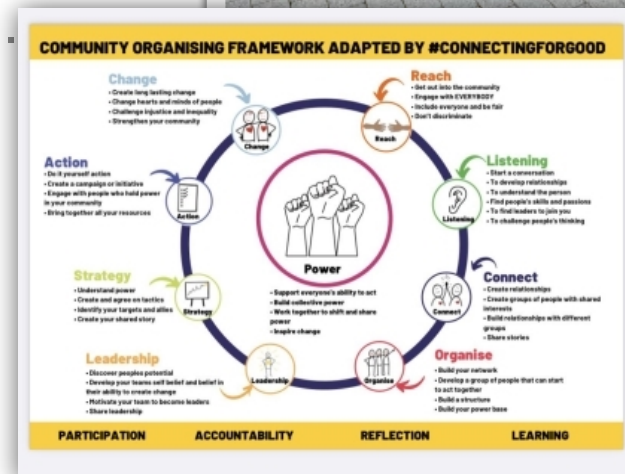 COMMUNITY ORGANISING FRAMEWORK ADAPTED BY #CONNECTINGFORGOOD
Change
• Create long lasting change
• Change hearts and minds of people
• Challenge injustice and inequality
• Strengthen your community
Change
Reach
• Get out into the community
• Engage with EVERYBODY
• Include everyone and be fair
• Don't discriminate
Reach
Action
• Do it yourself action
• Create a campaign or initiative
• Engage with people who hold power
in your community
• Bring together all your resources
Action
Listening
• Start a conversation
• To develop relationships
• To understand the person
• Find people's skills and passions
• To find leaders to join you
• To challenge people's thinking
Listening
Power
• Support everyone's ability to act
• Build collective power
• Work together to shift and share
power
• Inspire change
Strategy
• Understand power
• Create and agree on tactics
• Identify your targets and allies
• Create your shared story
Strategy
Connect
• Create relationships
• Create groups of people with shared
interests
• Build relationships with different
groups
• Share stories
Connect
Leadership
• Discover peoples potential
• Develop your teams self belief and belief in
their ability to create change
• Motivate your team to become leaders
• Share leadership
Leadership
Organise
• Build your network
• Develop a group of people that can start
to act together
• Build a structure
• Build your power base
Organise
PARTICIPATION ACCOUNTABILITY REFLECTION LEARNING